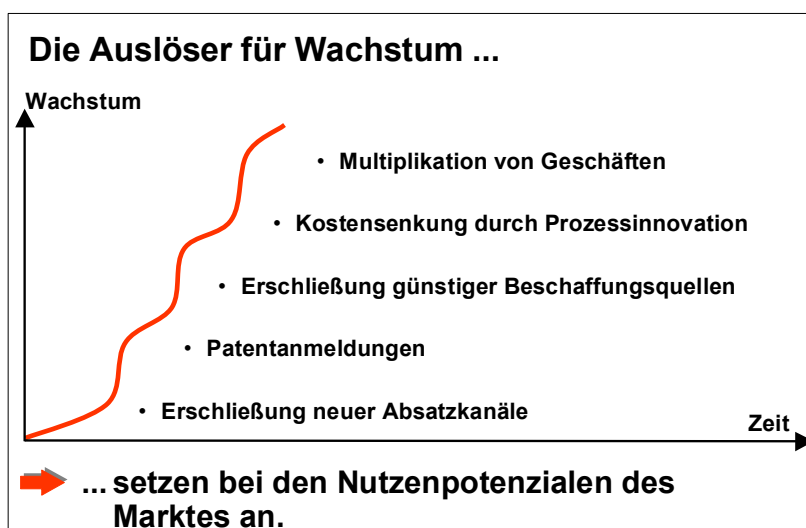 Die Auslöser für Wachstum ...
Wachstum
• Multiplikation von Geschäften
• Kostensenkung durch Prozessinnovation
• Erschließung günstiger Beschaffungsquellen
• Patentanmeldungen
• Erschließung neuer Absatzkanäle
Zeit
... setzen bei den Nutzenpotenzialen des
Marktes an.